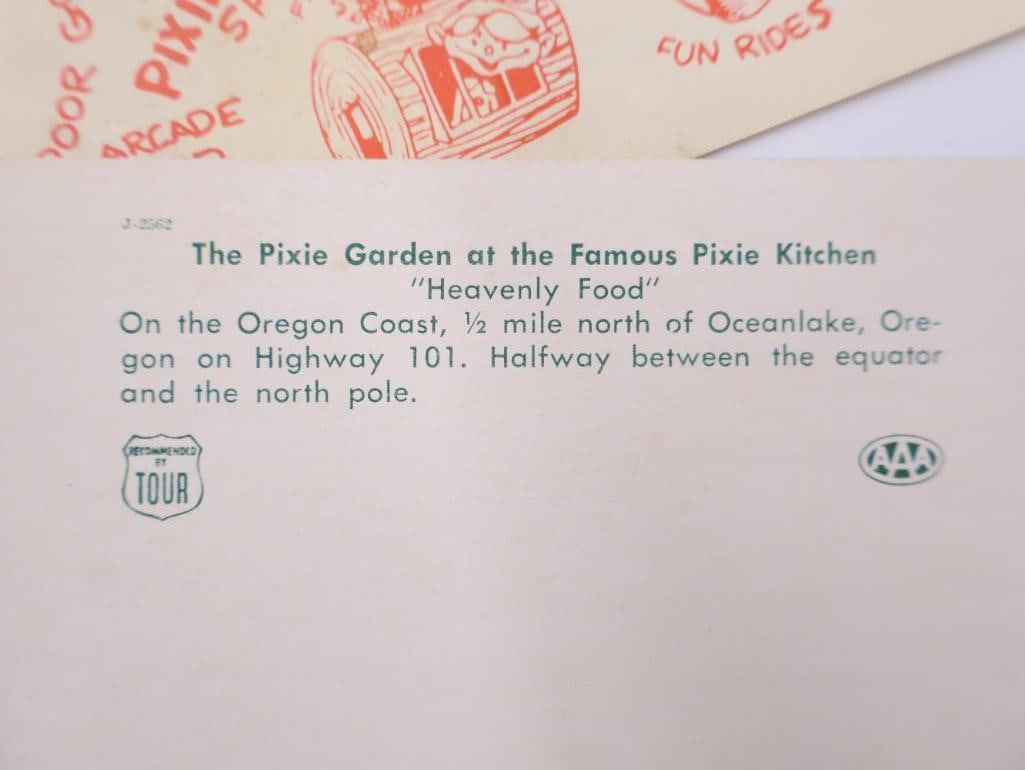 DOOR &
PIXIE
ARCADE
FUN RIDES
J-2562
The Pixie Garden at the Famous Pixie Kitchen
"Heavenly Food"
On the Oregon Coast, ½ mile north of Oceanlake, Ore-
gon on Highway 101. Halfway between the equator
and the north pole.
RECOMMENDED
BY
TOUR
AAA